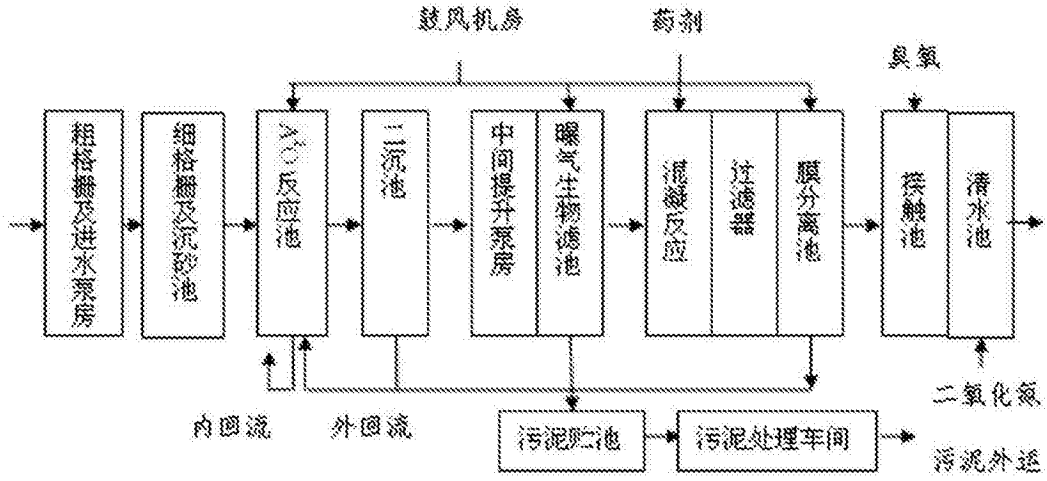 鼓风机房
药剂
臭氧
粗格栅及进水泵房
细格栅及沉砂池
A²O反应池
二沉池
中间提升泵房
曝气生物滤池
混凝反应
过滤器
膜分离池
接触池
清水池
内回流
外回流
二氧化氯
污泥贮池
污泥处理车间
污泥外运